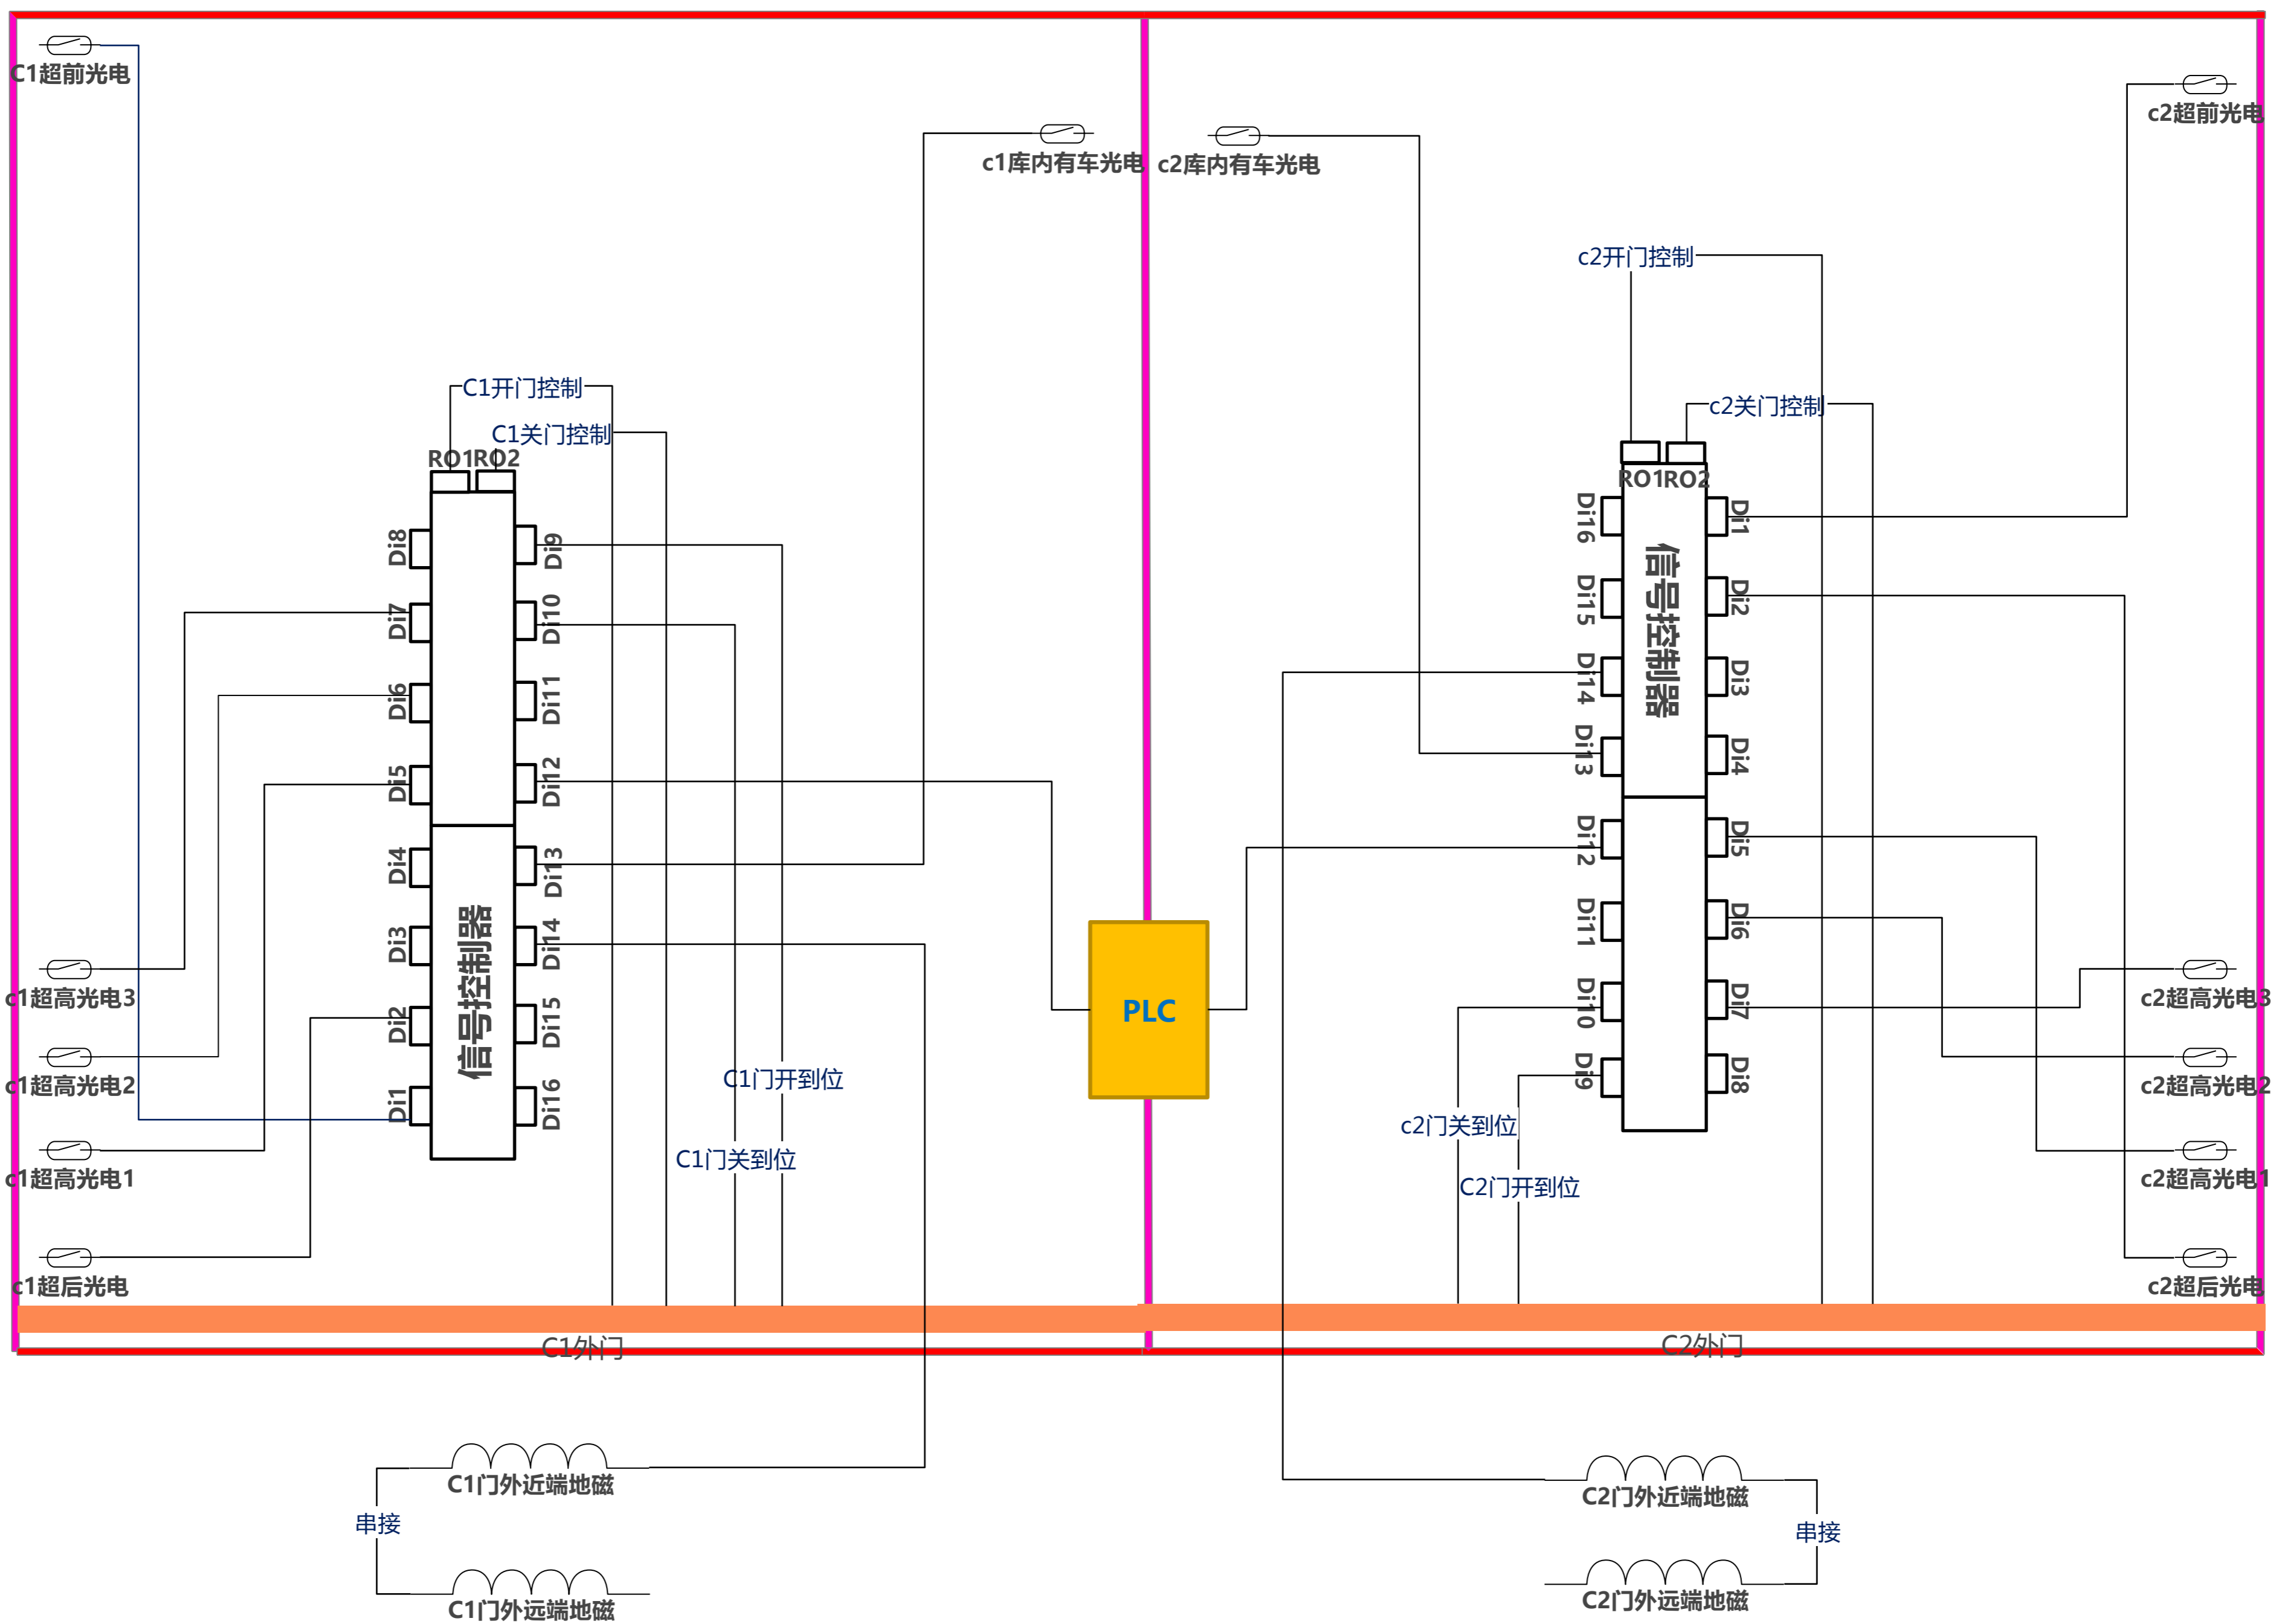 C1超前光电
c2超前光电
c1库内有车光电
c2库内有车光电
c2开门控制
C1开门控制
c2关门控制
C1关门控制
RO1
RO2
RO1
RO2
Di8
Di9
Di16
Di1
Di7
Di10
Di15
Di2
Di6
Di11
Di14
Di3
Di5
Di12
Di13
Di4
信号控制器
Di4
Di13
Di12
Di5
Di3
Di14
Di11
Di6
Di2
Di15
Di10
Di7
Di1
Di16
Di9
Di8
信号控制器
PLC
c1超高光电3
c2超高光电3
c1超高光电2
c2超高光电2
C1门开到位
c2门关到位
C1门关到位
C2门开到位
c1超高光电1
c2超高光电1
c1超后光电
c2超后光电
C1外门
C2外门
C1门外近端地磁
C2门外近端地磁
串接
串接
C1门外远端地磁
C2门外远端地磁